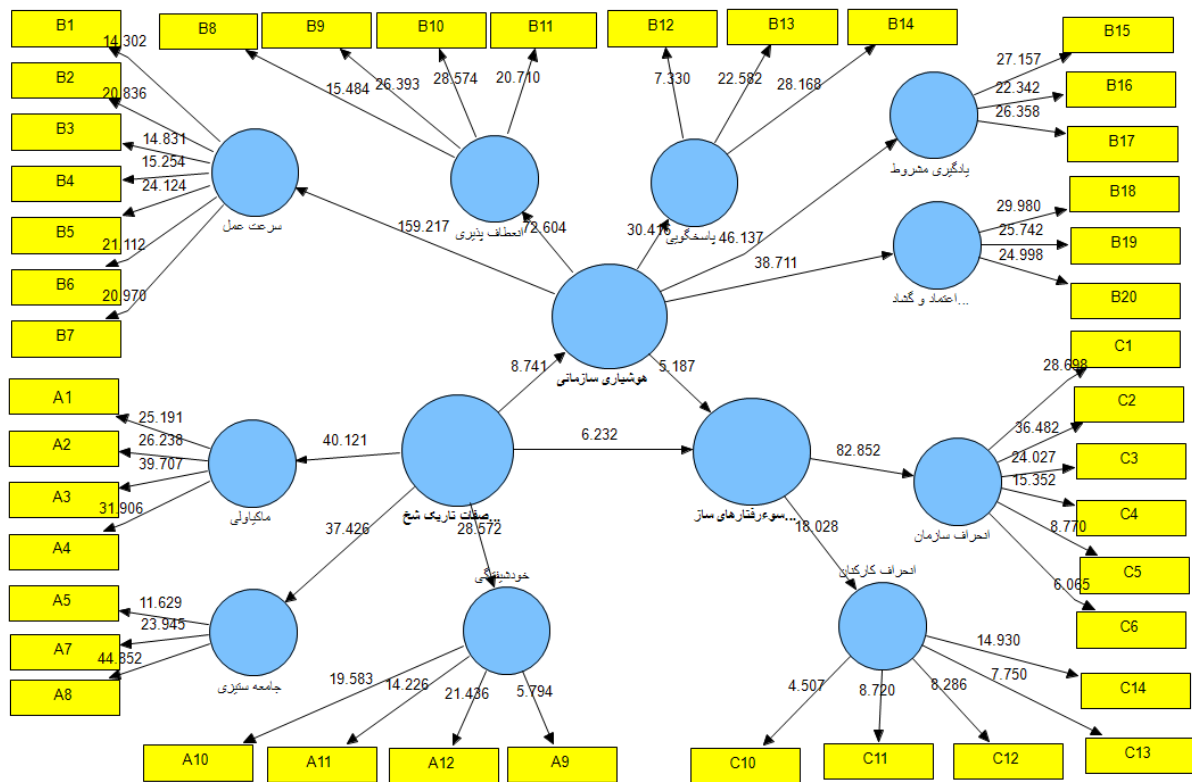 B1
14.302
B2
20.836
B3
14.831
B4
15.254
B5
24.124
B6
21.112
B7
20.970
سرعت عمل
B8
15.484
B9
26.393
B10
28.574
B11
20.710
انعطاف پذیری
B12
7.330
B13
22.582
B14
28.168
پاسخگویی
B15
27.157
B16
22.342
B17
26.358
یادگیری مشروط
B18
29.980
B19
25.742
B20
24.998
...اعتماد و گشاد
159.217
72.604
30.416
46.137
38.711
هوشیاری سازمانی
8.741
5.187
6.232
A1
25.191
A2
26.238
A3
39.707
A4
31.906
ماکیاولی
40.121
...صفات تاریک شخ
37.426
28.572
...سوءرفتارهای ساز
82.852
18.028
C1
28.698
C2
36.482
C3
24.027
C4
15.352
C5
8.770
C6
6.065
انحراف سازمان
A5
11.629
A7
23.945
A8
44.852
جامعه ستیزی
خودشیفتگی
19.583
14.226
21.436
5.794
A10
A11
A12
A9
انحراف کارکنان
4.507
8.720
8.286
7.750
14.930
C10
C11
C12
C13
C14